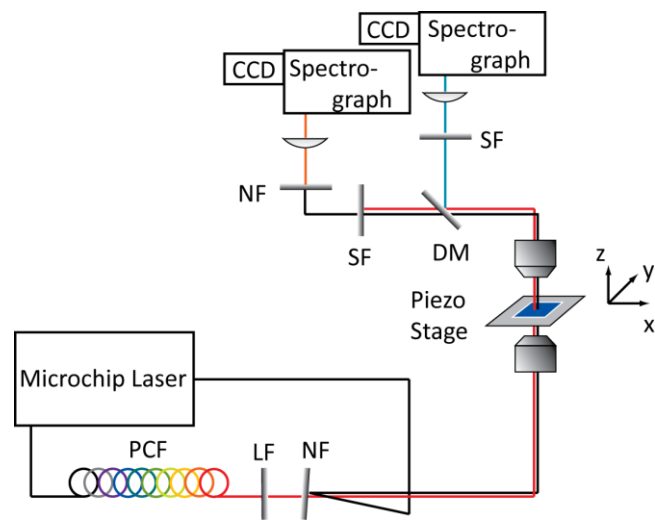 CCD
Spectro-
graph
CCD
Spectro-
graph
SF
NF
SF
DM
z
y
x
Piezo
Stage
Microchip Laser
PCF
LF
NF